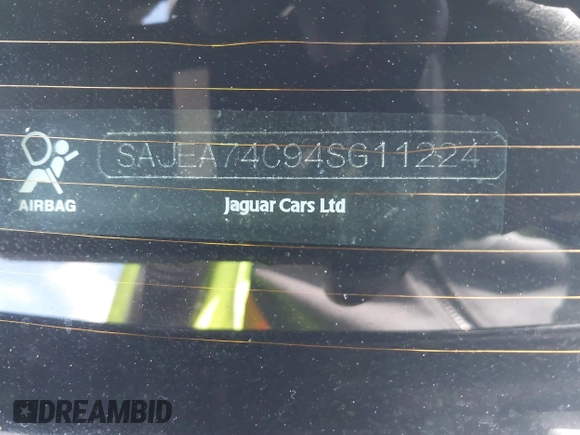 SAJEA74C94SG11224
AIRBAG
Jaguar Cars Ltd
DREAMBID